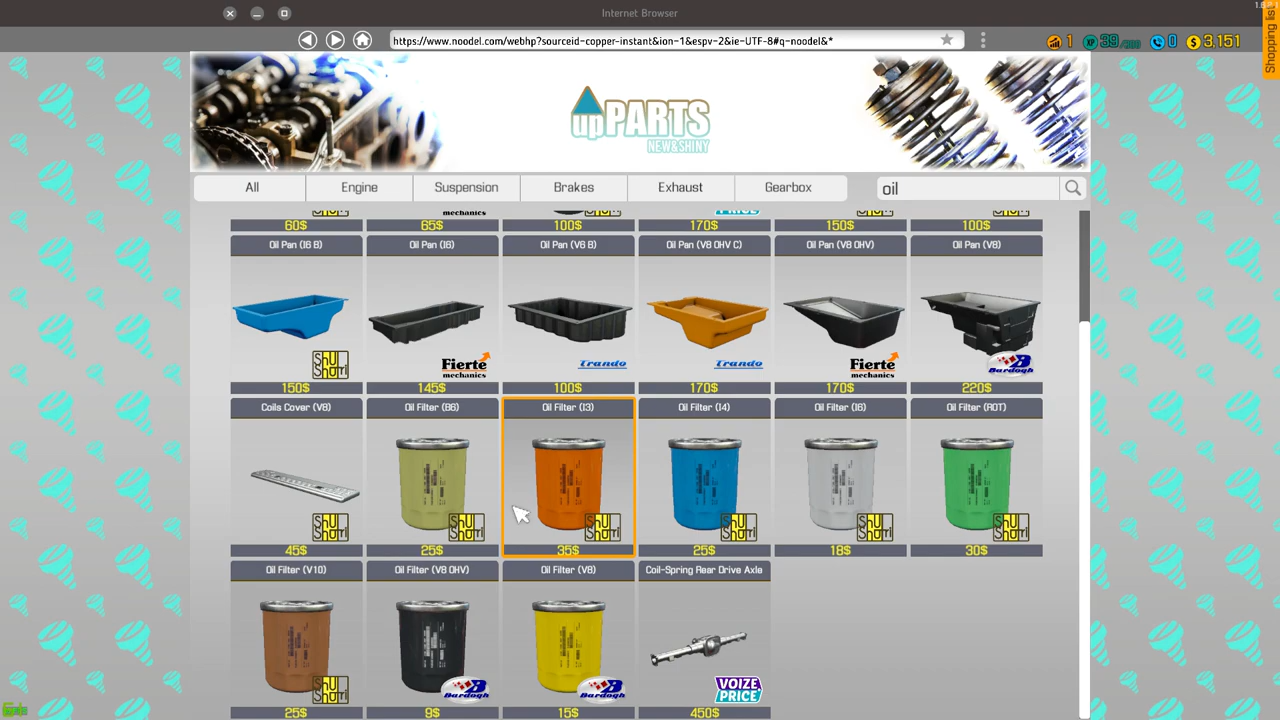 Internet Browser
https://www.noodel.com/webhp?sourceid-copper-instant&ion-1&espv-2&ie-UTF-8#q-noodel&*
1
XP 39
0
$ 3,151
Shopping list
upPARTS
NEW&SHINY
All
Engine
Suspension
Brakes
Exhaust
Gearbox
oil
mechanics
PRICE
60$
65$
100$
170$
150$
100$
Oil Pan (I6 B)
Oil Pan (I6)
Oil Pan (V6 B)
Oil Pan (V8 OHV C)
Oil Pan (V8 OHV)
Oil Pan (V8)
Shu Shu Tri
Fierte mechanics
Trando
Trando
Fierte mechanics
Bardogh
150$
145$
100$
170$
170$
220$
Coils Cover (V8)
Oil Filter (B6)
Oil Filter (I3)
Oil Filter (I4)
Oil Filter (I6)
Oil Filter (ROT)
45$
25$
35$
25$
18$
30$
Oil Filter (V10)
Oil Filter (V8 OHV)
Oil Filter (V8)
Coil-Spring Rear Drive Axle
Bardogh
Bardogh
VOIZE PRICE
25$
9$
15$
450$